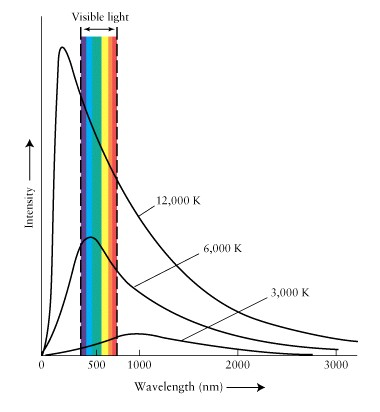 Visible light
Intensity
12,000 K
6,000 K
3,000 K
0 500 1000 2000 3000
Wavelength (nm)